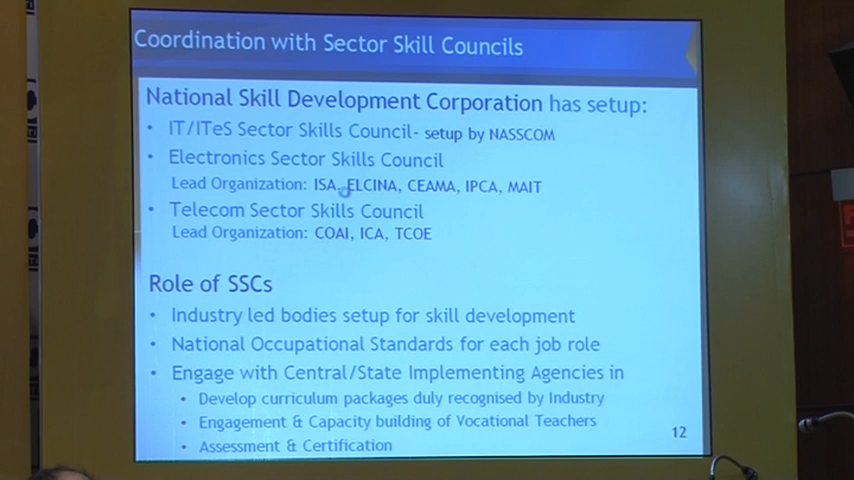 Coordination with Sector Skill Councils
National Skill Development Corporation has setup:
• IT/ITeS Sector Skills Council- setup by NASSCOM
• Electronics Sector Skills Council
Lead Organization: ISA, ELCINA, CEAMA, IPCA, MAIT
• Telecom Sector Skills Council
Lead Organization: COAI, ICA, TCOE
Role of SSCs
• Industry led bodies setup for skill development
• National Occupational Standards for each job role
• Engage with Central/State Implementing Agencies in
• Develop curriculum packages duly recognised by Industry
• Engagement & Capacity building of Vocational Teachers
• Assessment & Certification
12